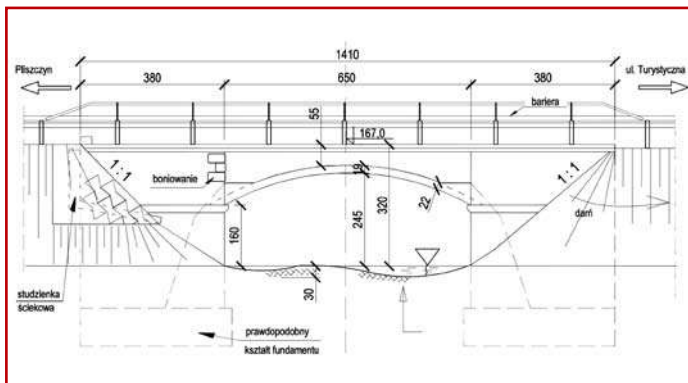 1410
Pliszczyn
380
650
380
ul. Turystyczna
bariera
55
167,0
1:1
boniowanie
19
1:1
22
320
darń
160
245
30
studzienka
ściekowa
prawdopodobny
kształt fundamentu